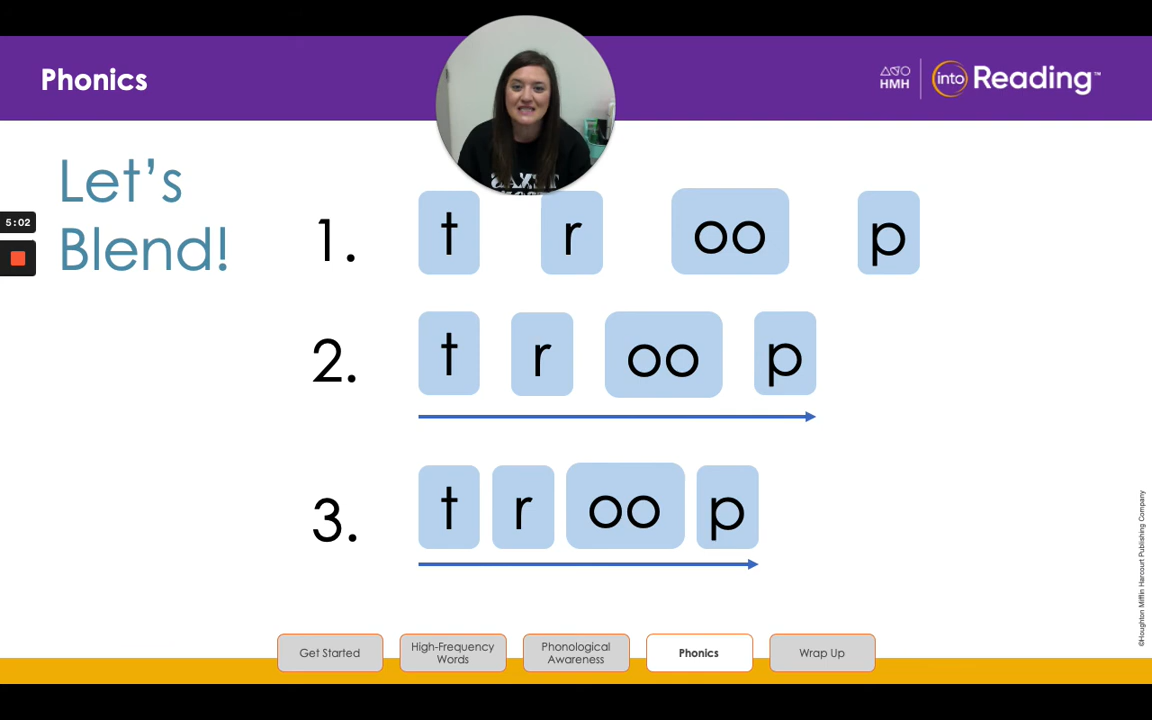 Phonics
HMH
into Reading™
Let's
Blend!
5:02
1. t r oo p
2. t r oo p
3. t r oo p
©Houghton Mifflin Harcourt Publishing Company
Get Started
High-Frequency
Words
Phonological
Awareness
Phonics
Wrap Up